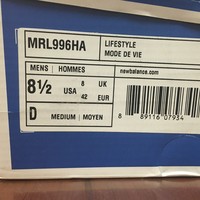 MRL996HA
LIFESTYLE
MODE DE VIE
MENS | HOMMES
newbalance.com
8½ USA 8 UK
42 EUR
D MEDIUM | MOYEN
8 89116 07934